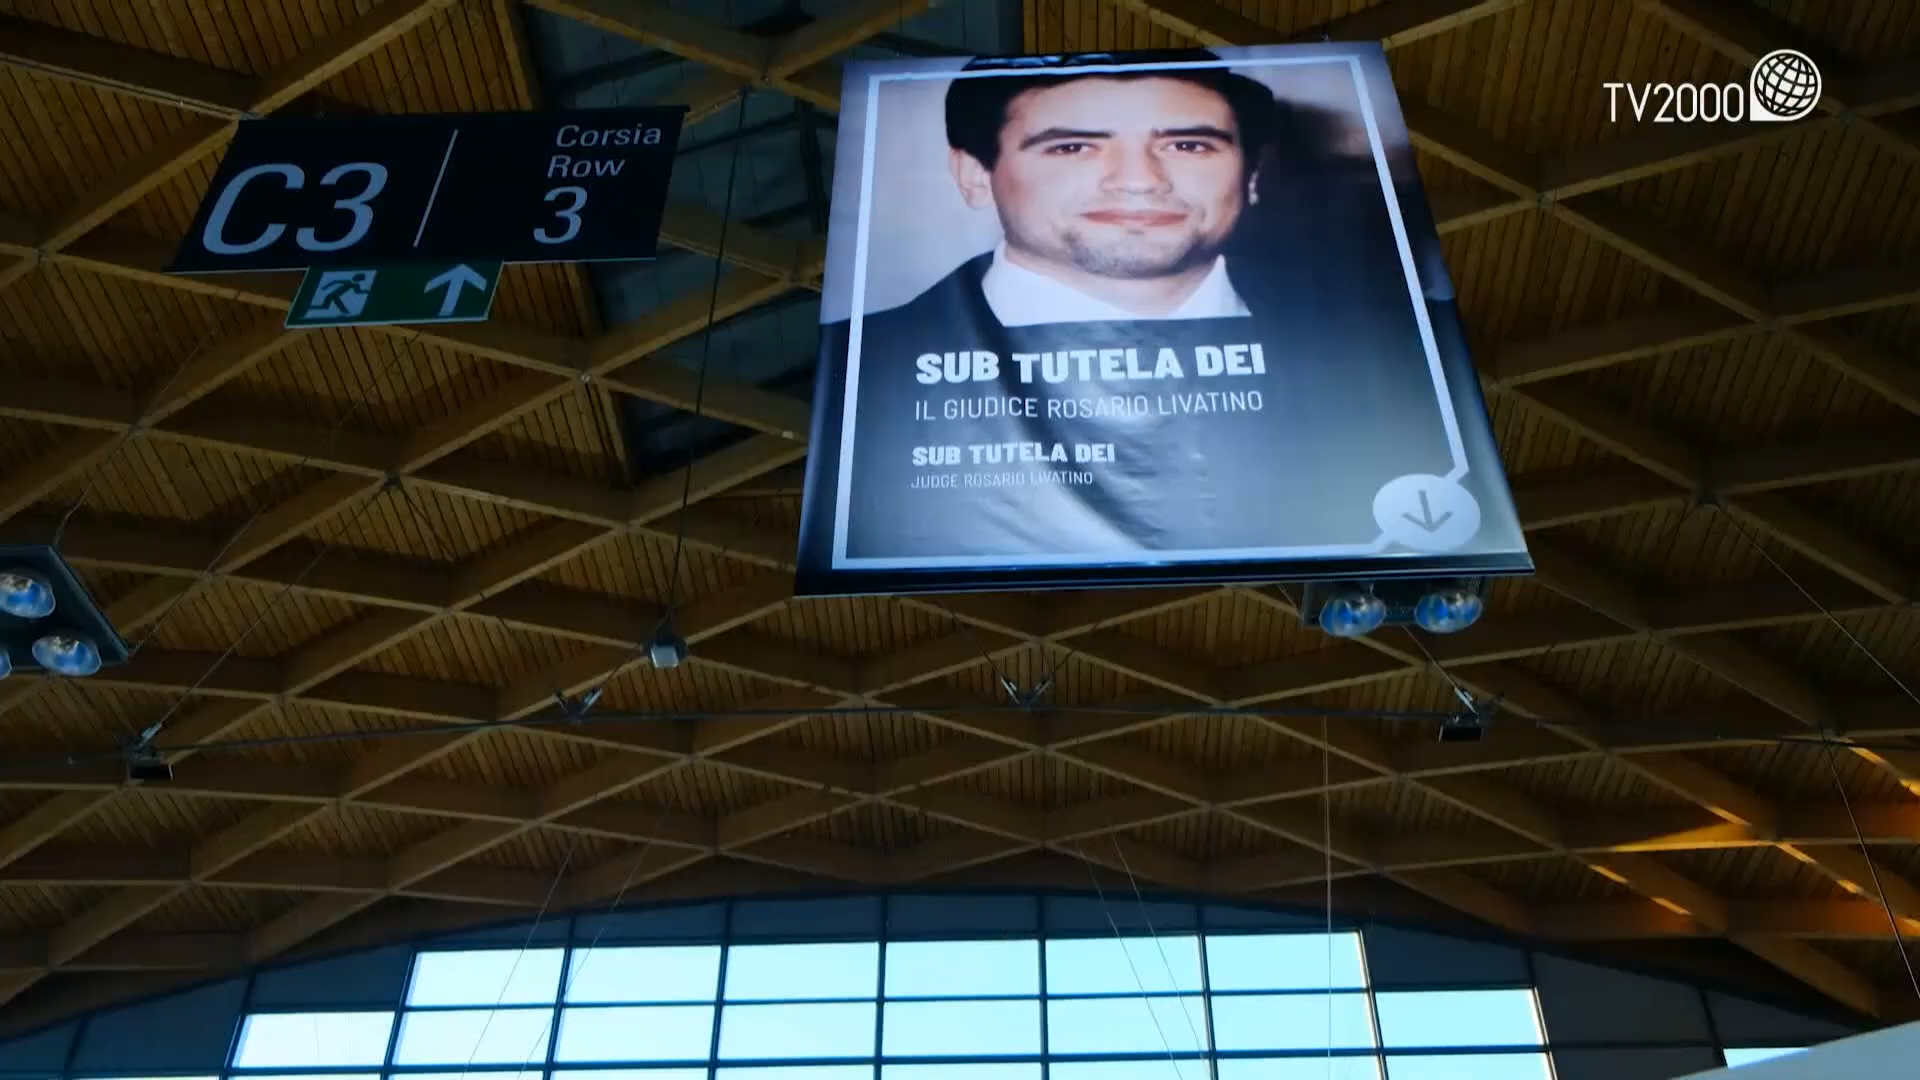 TV2000
C3
Corsia
Row
3
SUB TUTELA DEI
IL GIUDICE ROSARIO LIVATINO
SUB TUTELA DEI
JUDGE ROSARIO LIVATINO